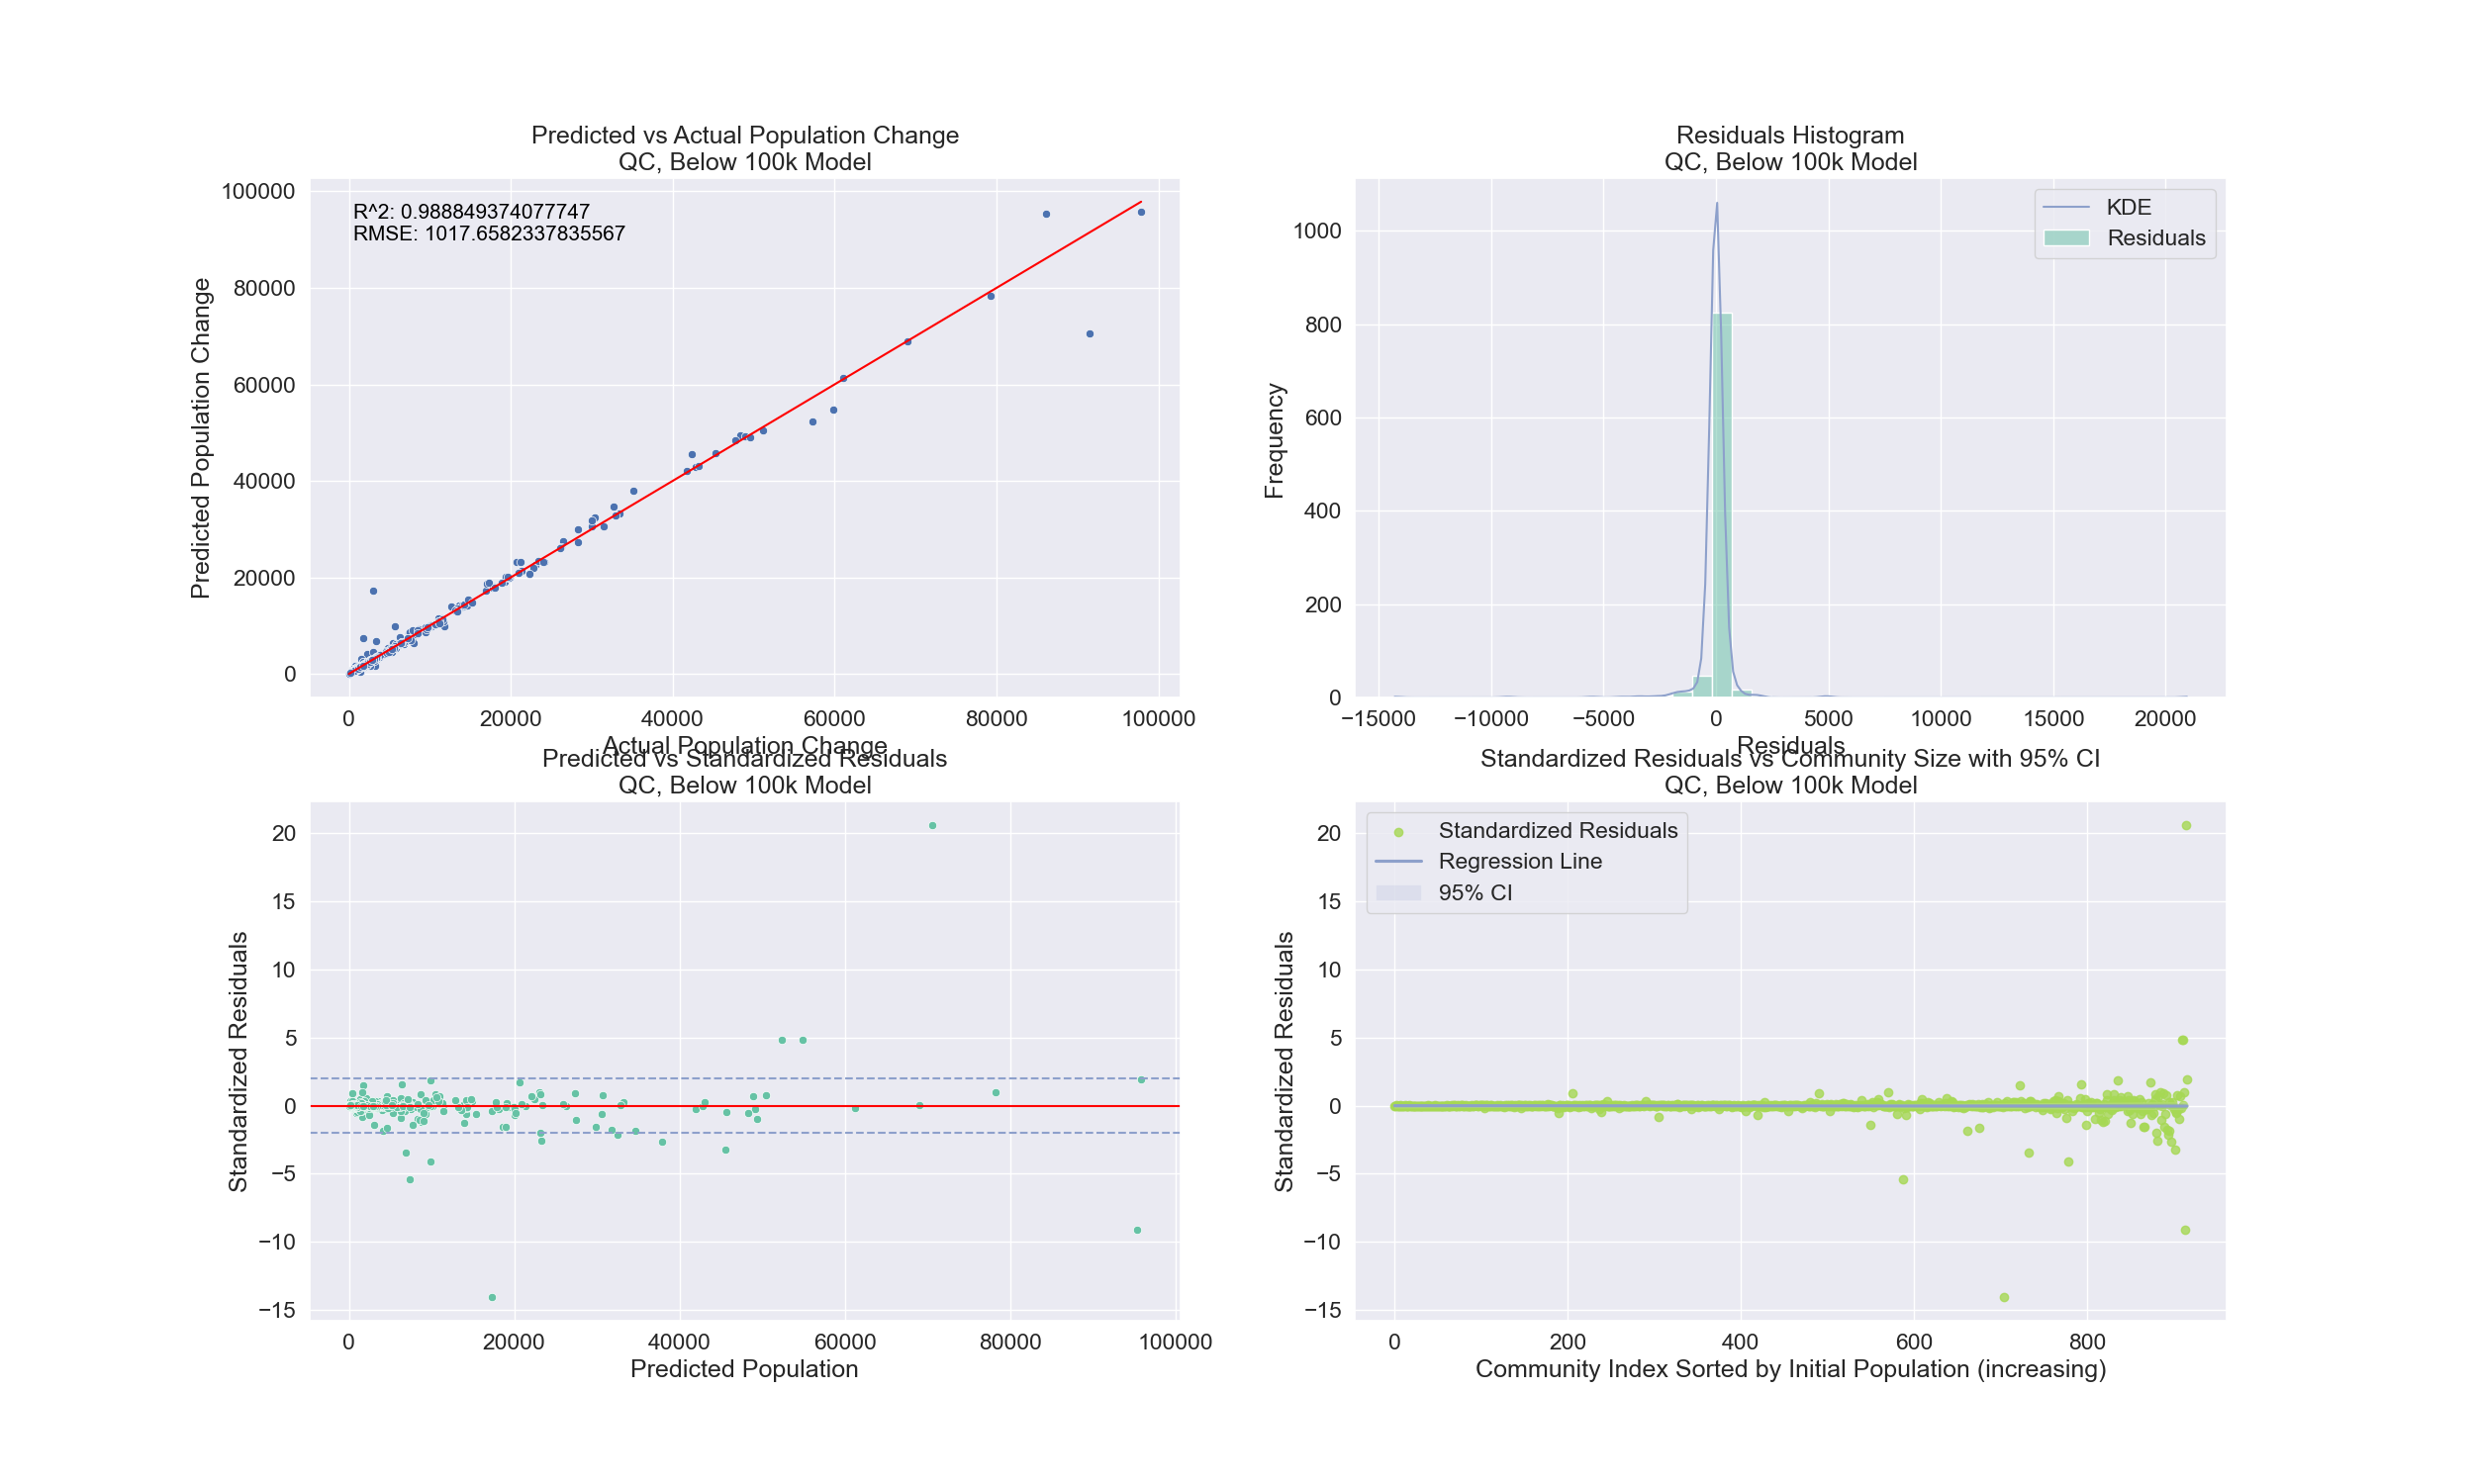 Predicted vs Actual Population Change
QC, Below 100k Model
R^2: 0.988849374077747
RMSE: 1017.6582337835567
100000
80000
60000
40000
20000
0
Predicted Population Change
0 20000 40000 60000 80000 100000
Actual Population Change
Residuals Histogram
QC, Below 100k Model
KDE
Residuals
1000
800
600
400
200
0
Frequency
−15000 −10000 −5000 0 5000 10000 15000 20000
Residuals
Predicted vs Standardized Residuals
QC, Below 100k Model
20
15
10
5
0
−5
−10
−15
Standardized Residuals
0 20000 40000 60000 80000 100000
Predicted Population
Standardized Residuals vs Community Size with 95% CI
QC, Below 100k Model
Standardized Residuals
Regression Line
95% CI
20
15
10
5
0
−5
−10
−15
Standardized Residuals
0 200 400 600 800
Community Index Sorted by Initial Population (increasing)